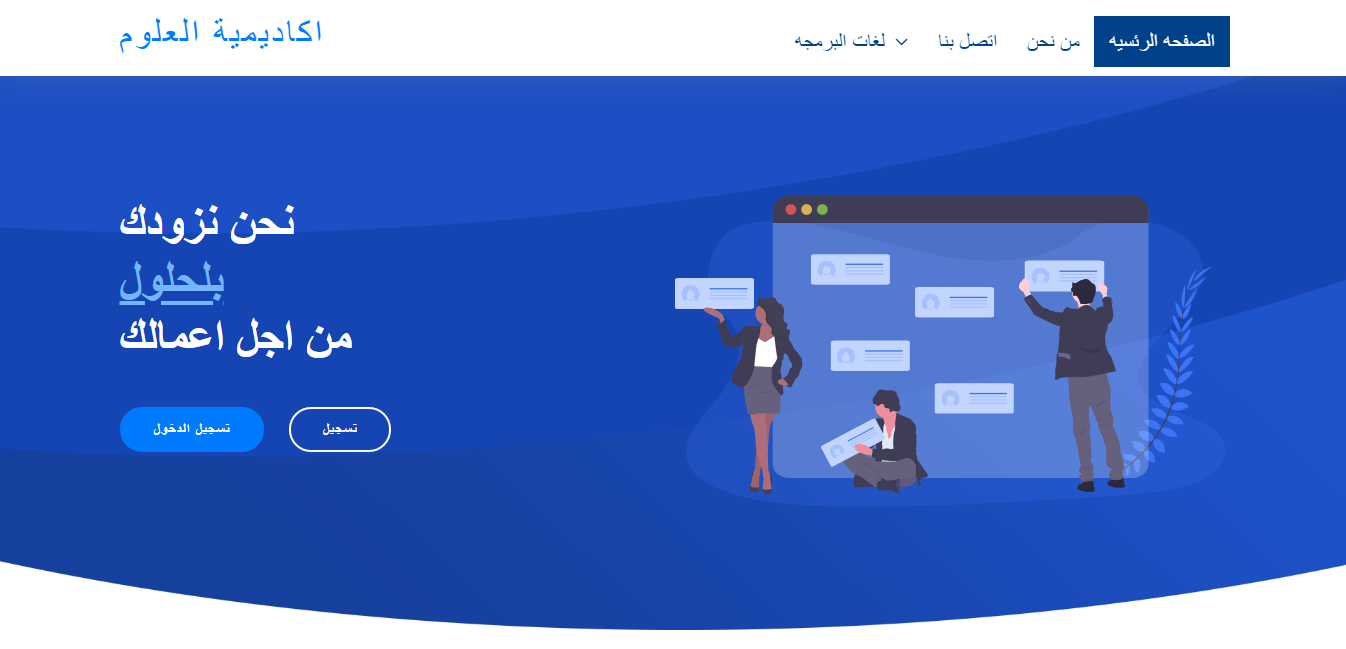 اكاديمية العلوم
الصفحه الرئسيه
من نحن
اتصل بنا
لغات البرمجه
نحن نزودك
بلحلول
من اجل اعمالك
تسجيل الدخول
تسجيل